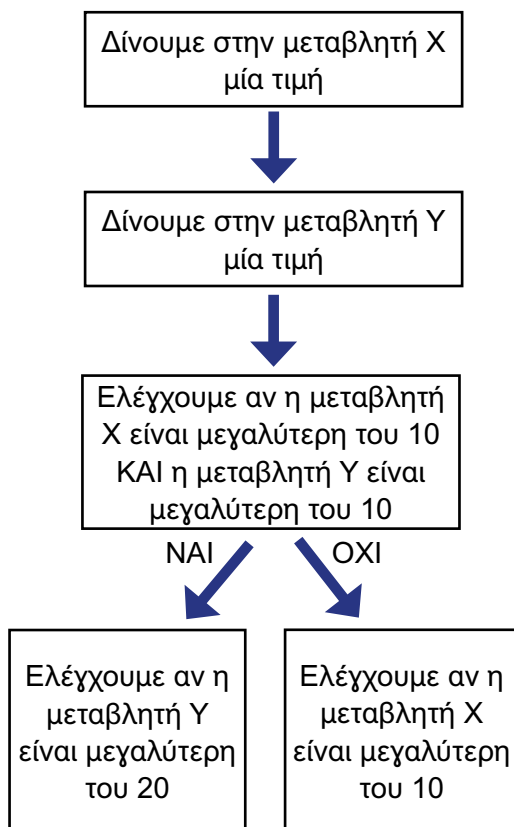 Δίνουμε στην μεταβλητή Χ
μία τιμή
Δίνουμε στην μεταβλητή Υ
μία τιμή
Ελέγχουμε αν η μεταβλητή
Χ είναι μεγαλύτερη του 10
ΚΑΙ η μεταβλητή Υ είναι
μεγαλύτερη του 10
ΝΑΙ
ΟΧΙ
Ελέγχουμε αν η
μεταβλητή Υ
είναι μεγαλύτερη
του 20
Ελέγχουμε αν η
μεταβλητή Χ
είναι μεγαλύτερη
του 10